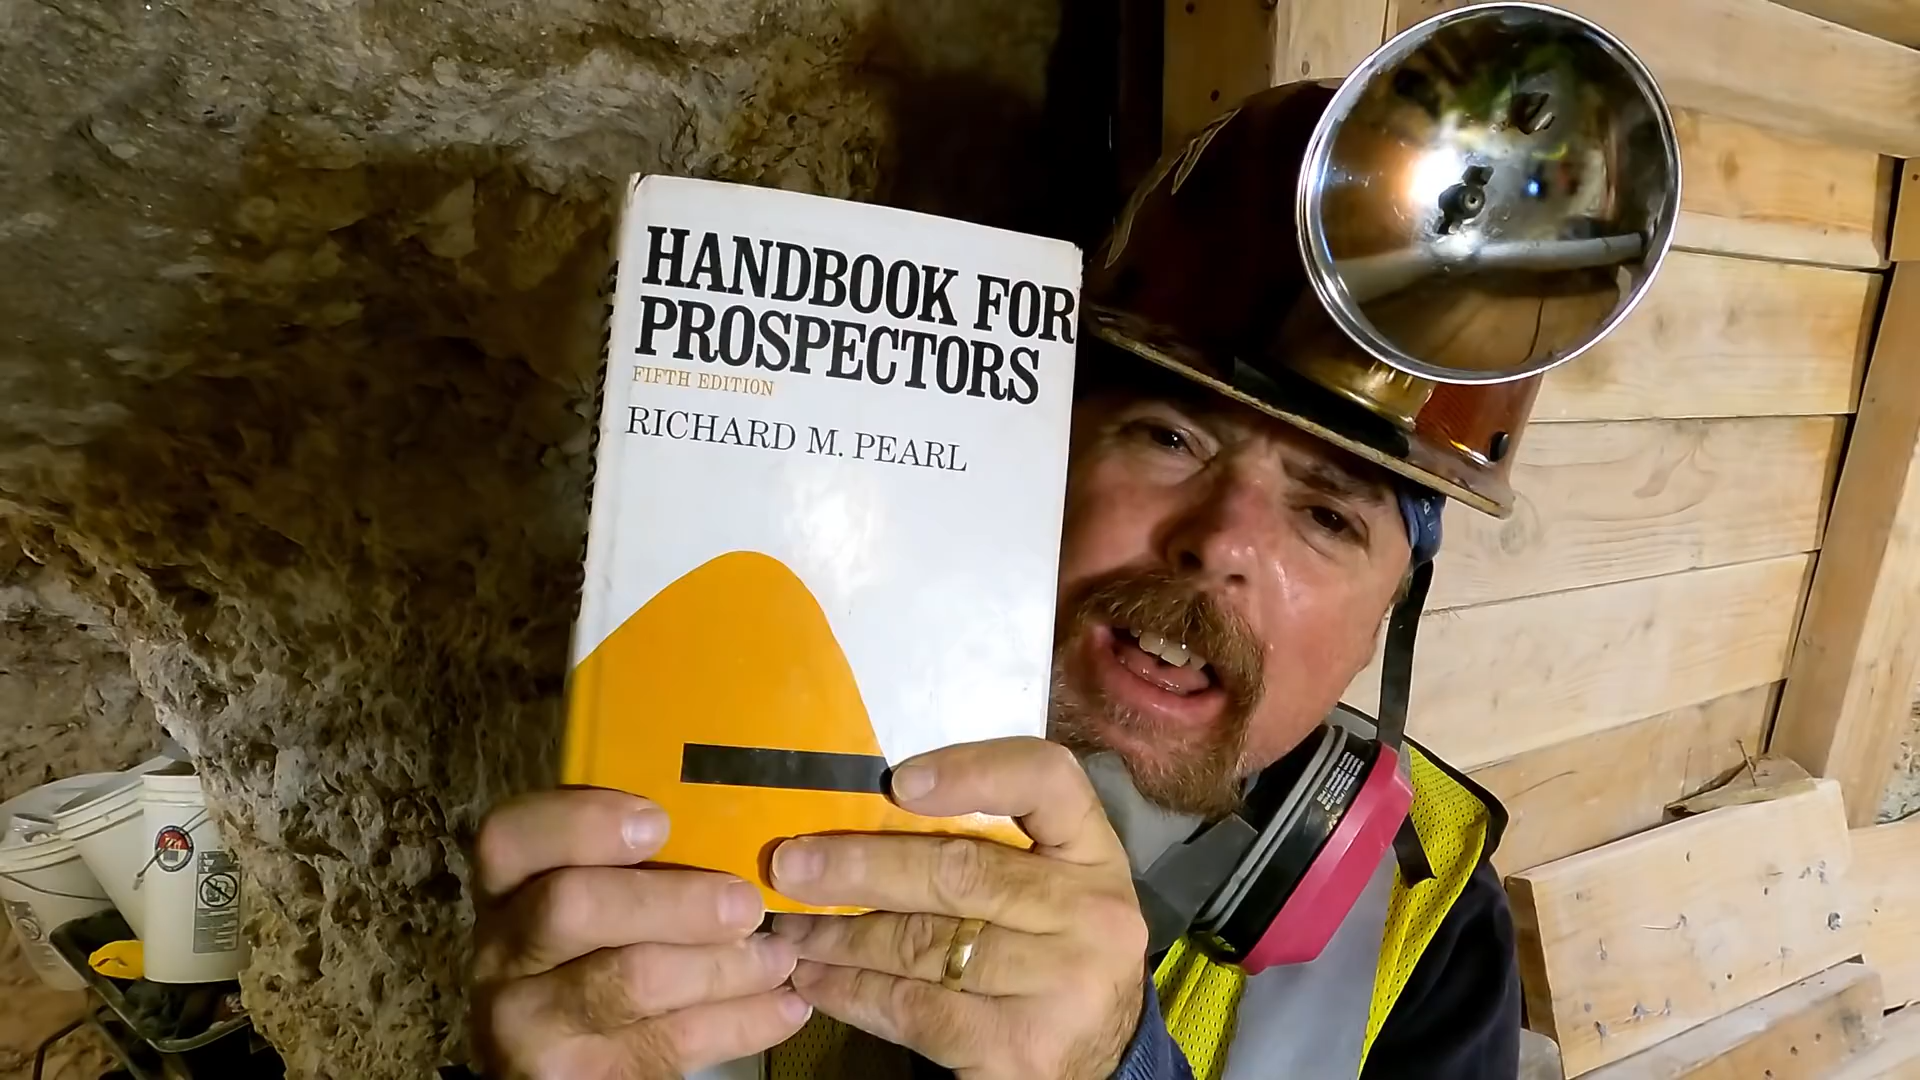 HANDBOOK FOR
PROSPECTORS
FIFTH EDITION
RICHARD M. PEARL